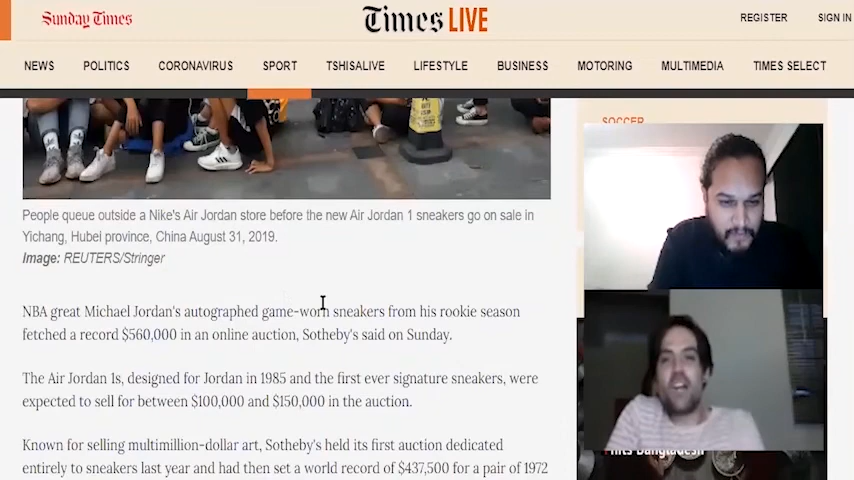 Sunday Times
Times LIVE
REGISTER
SIGN IN
NEWS
POLITICS
CORONAVIRUS
SPORT
TSHISALIVE
LIFESTYLE
BUSINESS
MOTORING
MULTIMEDIA
TIMES SELECT
SOCCER
People queue outside a Nike's Air Jordan store before the new Air Jordan 1 sneakers go on sale in
Yichang, Hubei province, China August 31, 2019.
Image: REUTERS/Stringer
NBA great Michael Jordan's autographed game-worn sneakers from his rookie season
fetched a record $560,000 in an online auction, Sotheby's said on Sunday.
The Air Jordan 1s, designed for Jordan in 1985 and the first ever signature sneakers, were
expected to sell for between $100,000 and $150,000 in the auction.
Known for selling multimillion-dollar art, Sotheby's held its first auction dedicated
entirely to sneakers last year and had then set a world record of $437,500 for a pair of 1972
hits Bangladesh